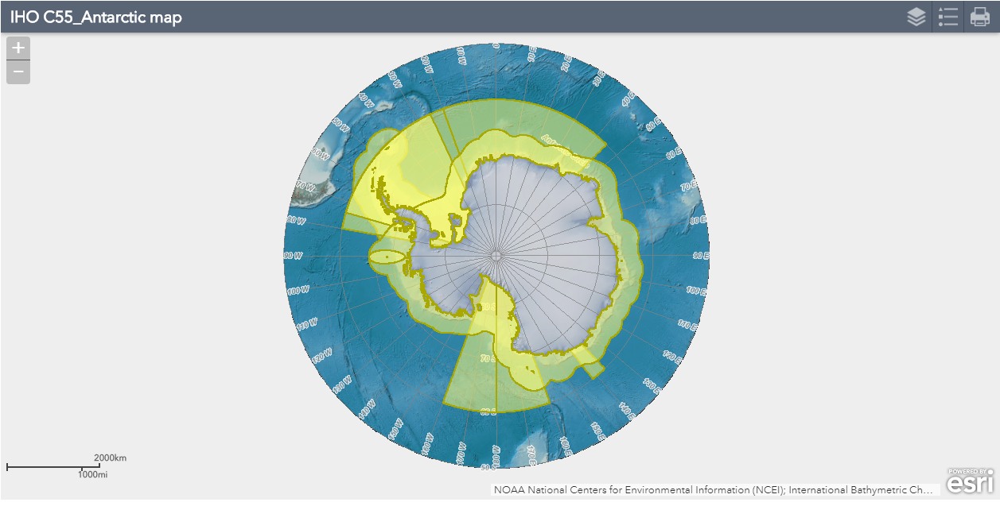 IHO C55_Antarctic map
+
−
0
10 W
10 E
20 W
20 E
30 W
30 E
40 W
40 E
50 W
50 E
60 W
60 E
70 W
70 E
80 W
80 E
90 W
90 E
100 W
100 E
110 W
110 E
120 W
120 E
130 W
130 E
140 W
140 E
150 W
150 E
160 W
160 E
170 W
170 E
180 W
70 S
60 S
50 S
2000km
1000mi
NOAA National Centers for Environmental Information (NCEI); International Bathymetric Ch...
POWERED BY
esri